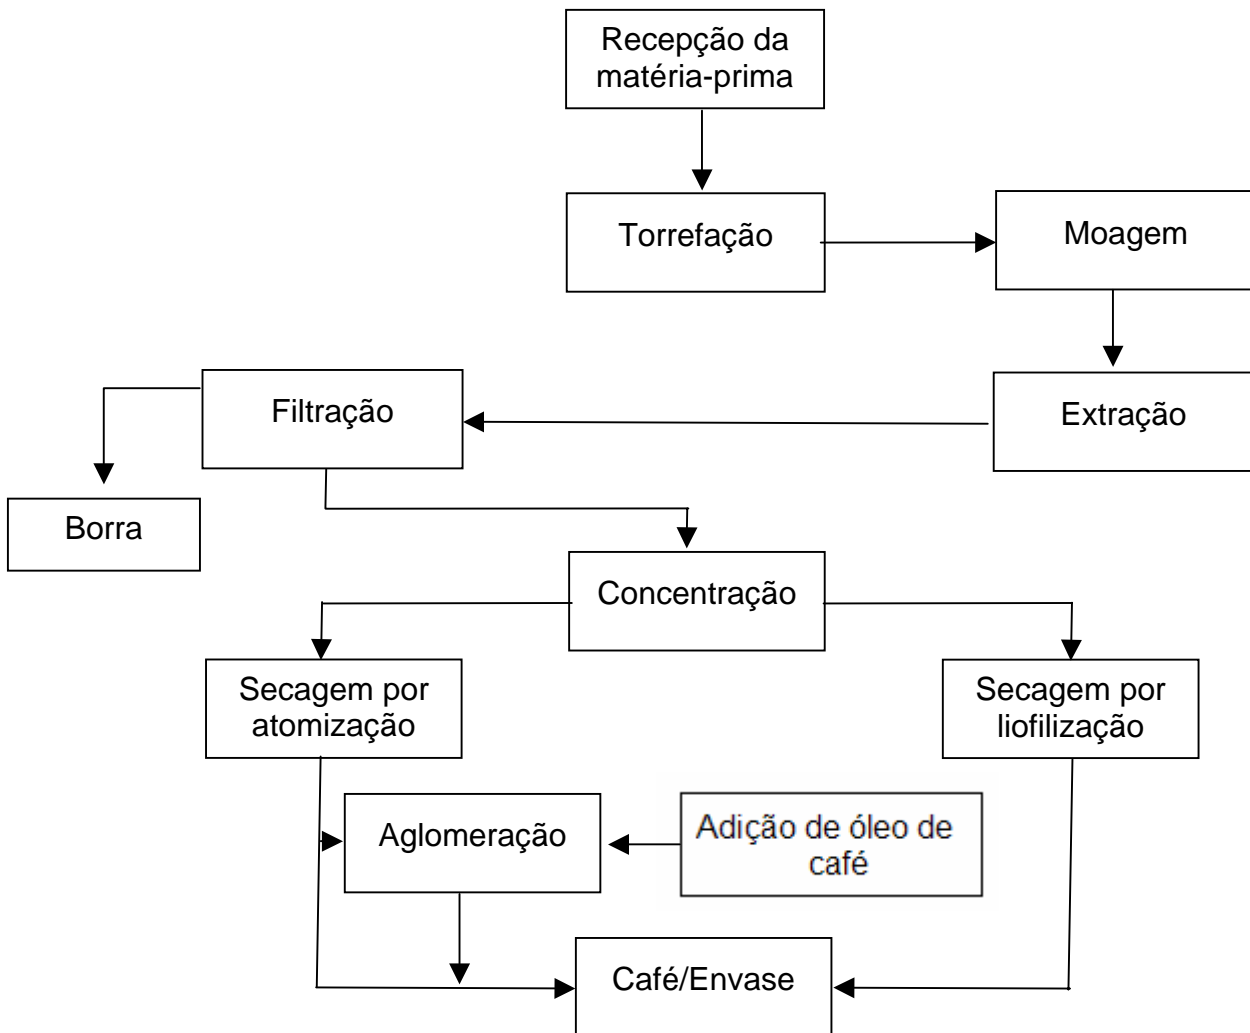 Recepção da
matéria-prima
Torrefação
Moagem
Filtração
Extração
Borra
Concentração
Secagem por
atomização
Secagem por
liofilização
Aglomeração
Adição de óleo de
café
Café/Envase